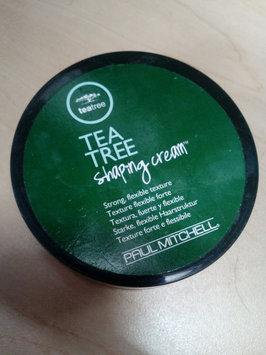 teatree
TEA
TREE
shaping cream™
Strong, flexible texture
Texture flexible forte
Textura, fuerte y flexible
Starke, flexible Haarstruktur
Texture forte e flessibile
PAUL MITCHELL®